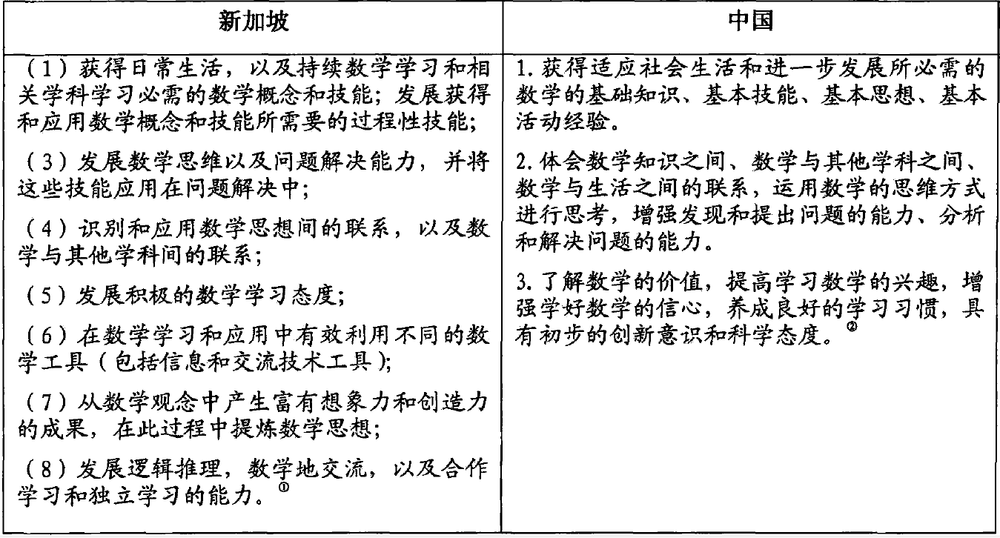 新加坡
中国
（1）获得日常生活，以及持续数学学习和相
关学科学习必需的数学概念和技能；发展获得
和应用数学概念和技能所需要的过程性技能；
（3）发展数学思维以及问题解决能力，并将
这些技能应用在问题解决中；
（4）识别和应用数学思想间的联系，以及数
学与其他学科间的联系；
（5）发展积极的数学学习态度；
（6）在数学学习和应用中有效利用不同的数
学工具（包括信息和交流技术工具）；
（7）从数学观念中产生富有想象力和创造力
的成果，在此过程中提炼数学思想；
（8）发展逻辑推理，数学地交流，以及合作
学习和独立学习的能力。①
1. 获得适应社会生活和进一步发展所必需的
数学的基础知识、基本技能、基本思想、基本
活动经验。
2. 体会数学知识之间、数学与其他学科之间、
数学与生活之间的联系，运用数学的思维方式
进行思考，增强发现和提出问题的能力、分析
和解决问题的能力。
3. 了解数学的价值，提高学习数学的兴趣，增
强学好数学的信心，养成良好的学习习惯，具
有初步的创新意识和科学态度。②